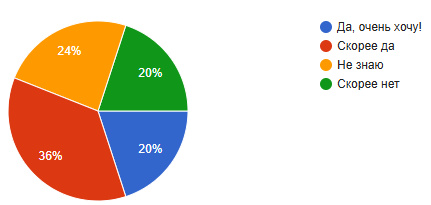 Да, очень хочу!
Скорее да
Не знаю
Скорее нет
24%
20%
36%
20%